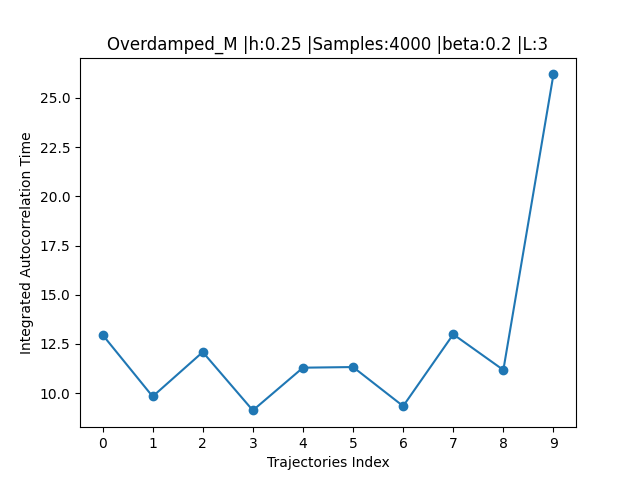 Overdamped_M |h:0.25 |Samples:4000 |beta:0.2 |L:3
Integrated Autocorrelation Time
25.0
22.5
20.0
17.5
15.0
12.5
10.0
0 1 2 3 4 5 6 7 8 9
Trajectories Index